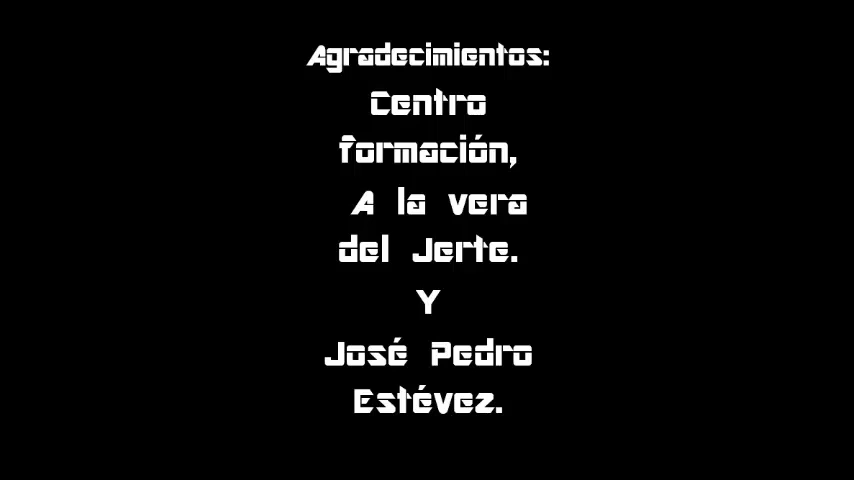 Agradecimientos:
Centro
formación,
A la vera
del Jerte.
Y
José Pedro
Estévez.